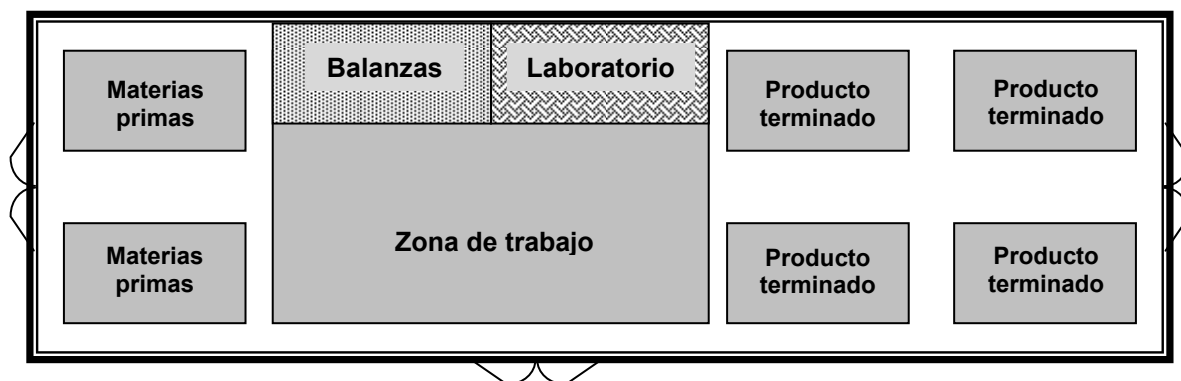 Balanzas
Laboratorio
Materias
primas
Producto
terminado
Producto
terminado
Zona de trabajo
Materias
primas
Producto
terminado
Producto
terminado